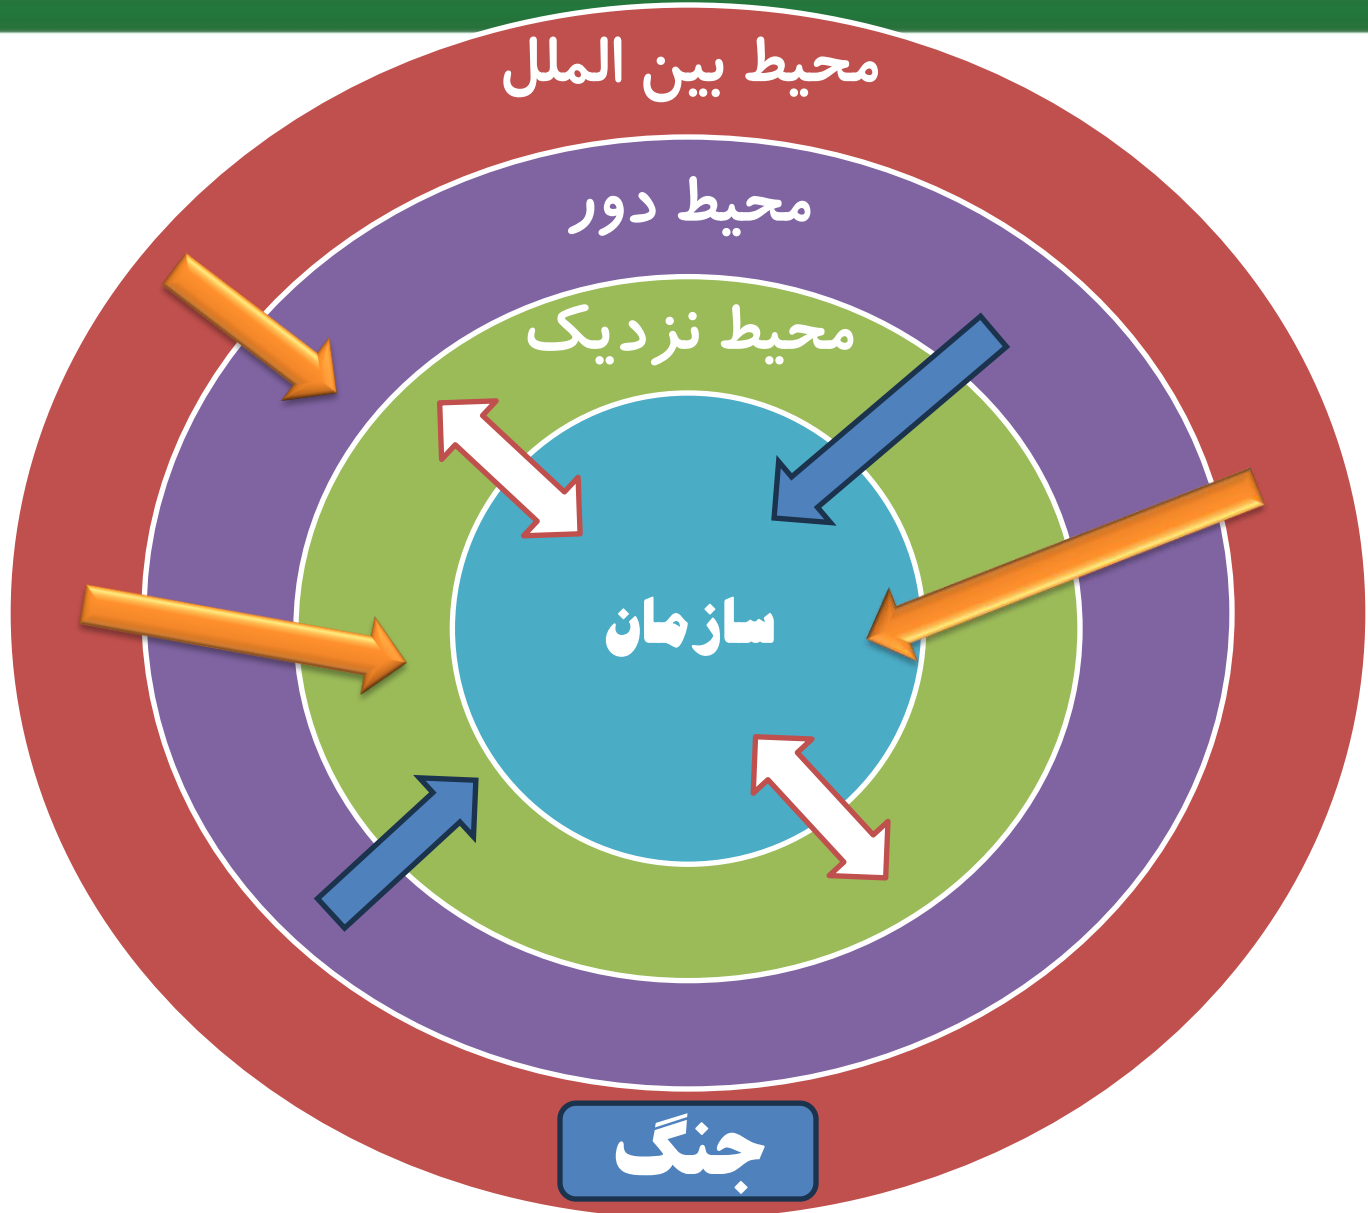 محیط بین الملل
محیط دور
محیط نزدیک
سازمان
جنگ